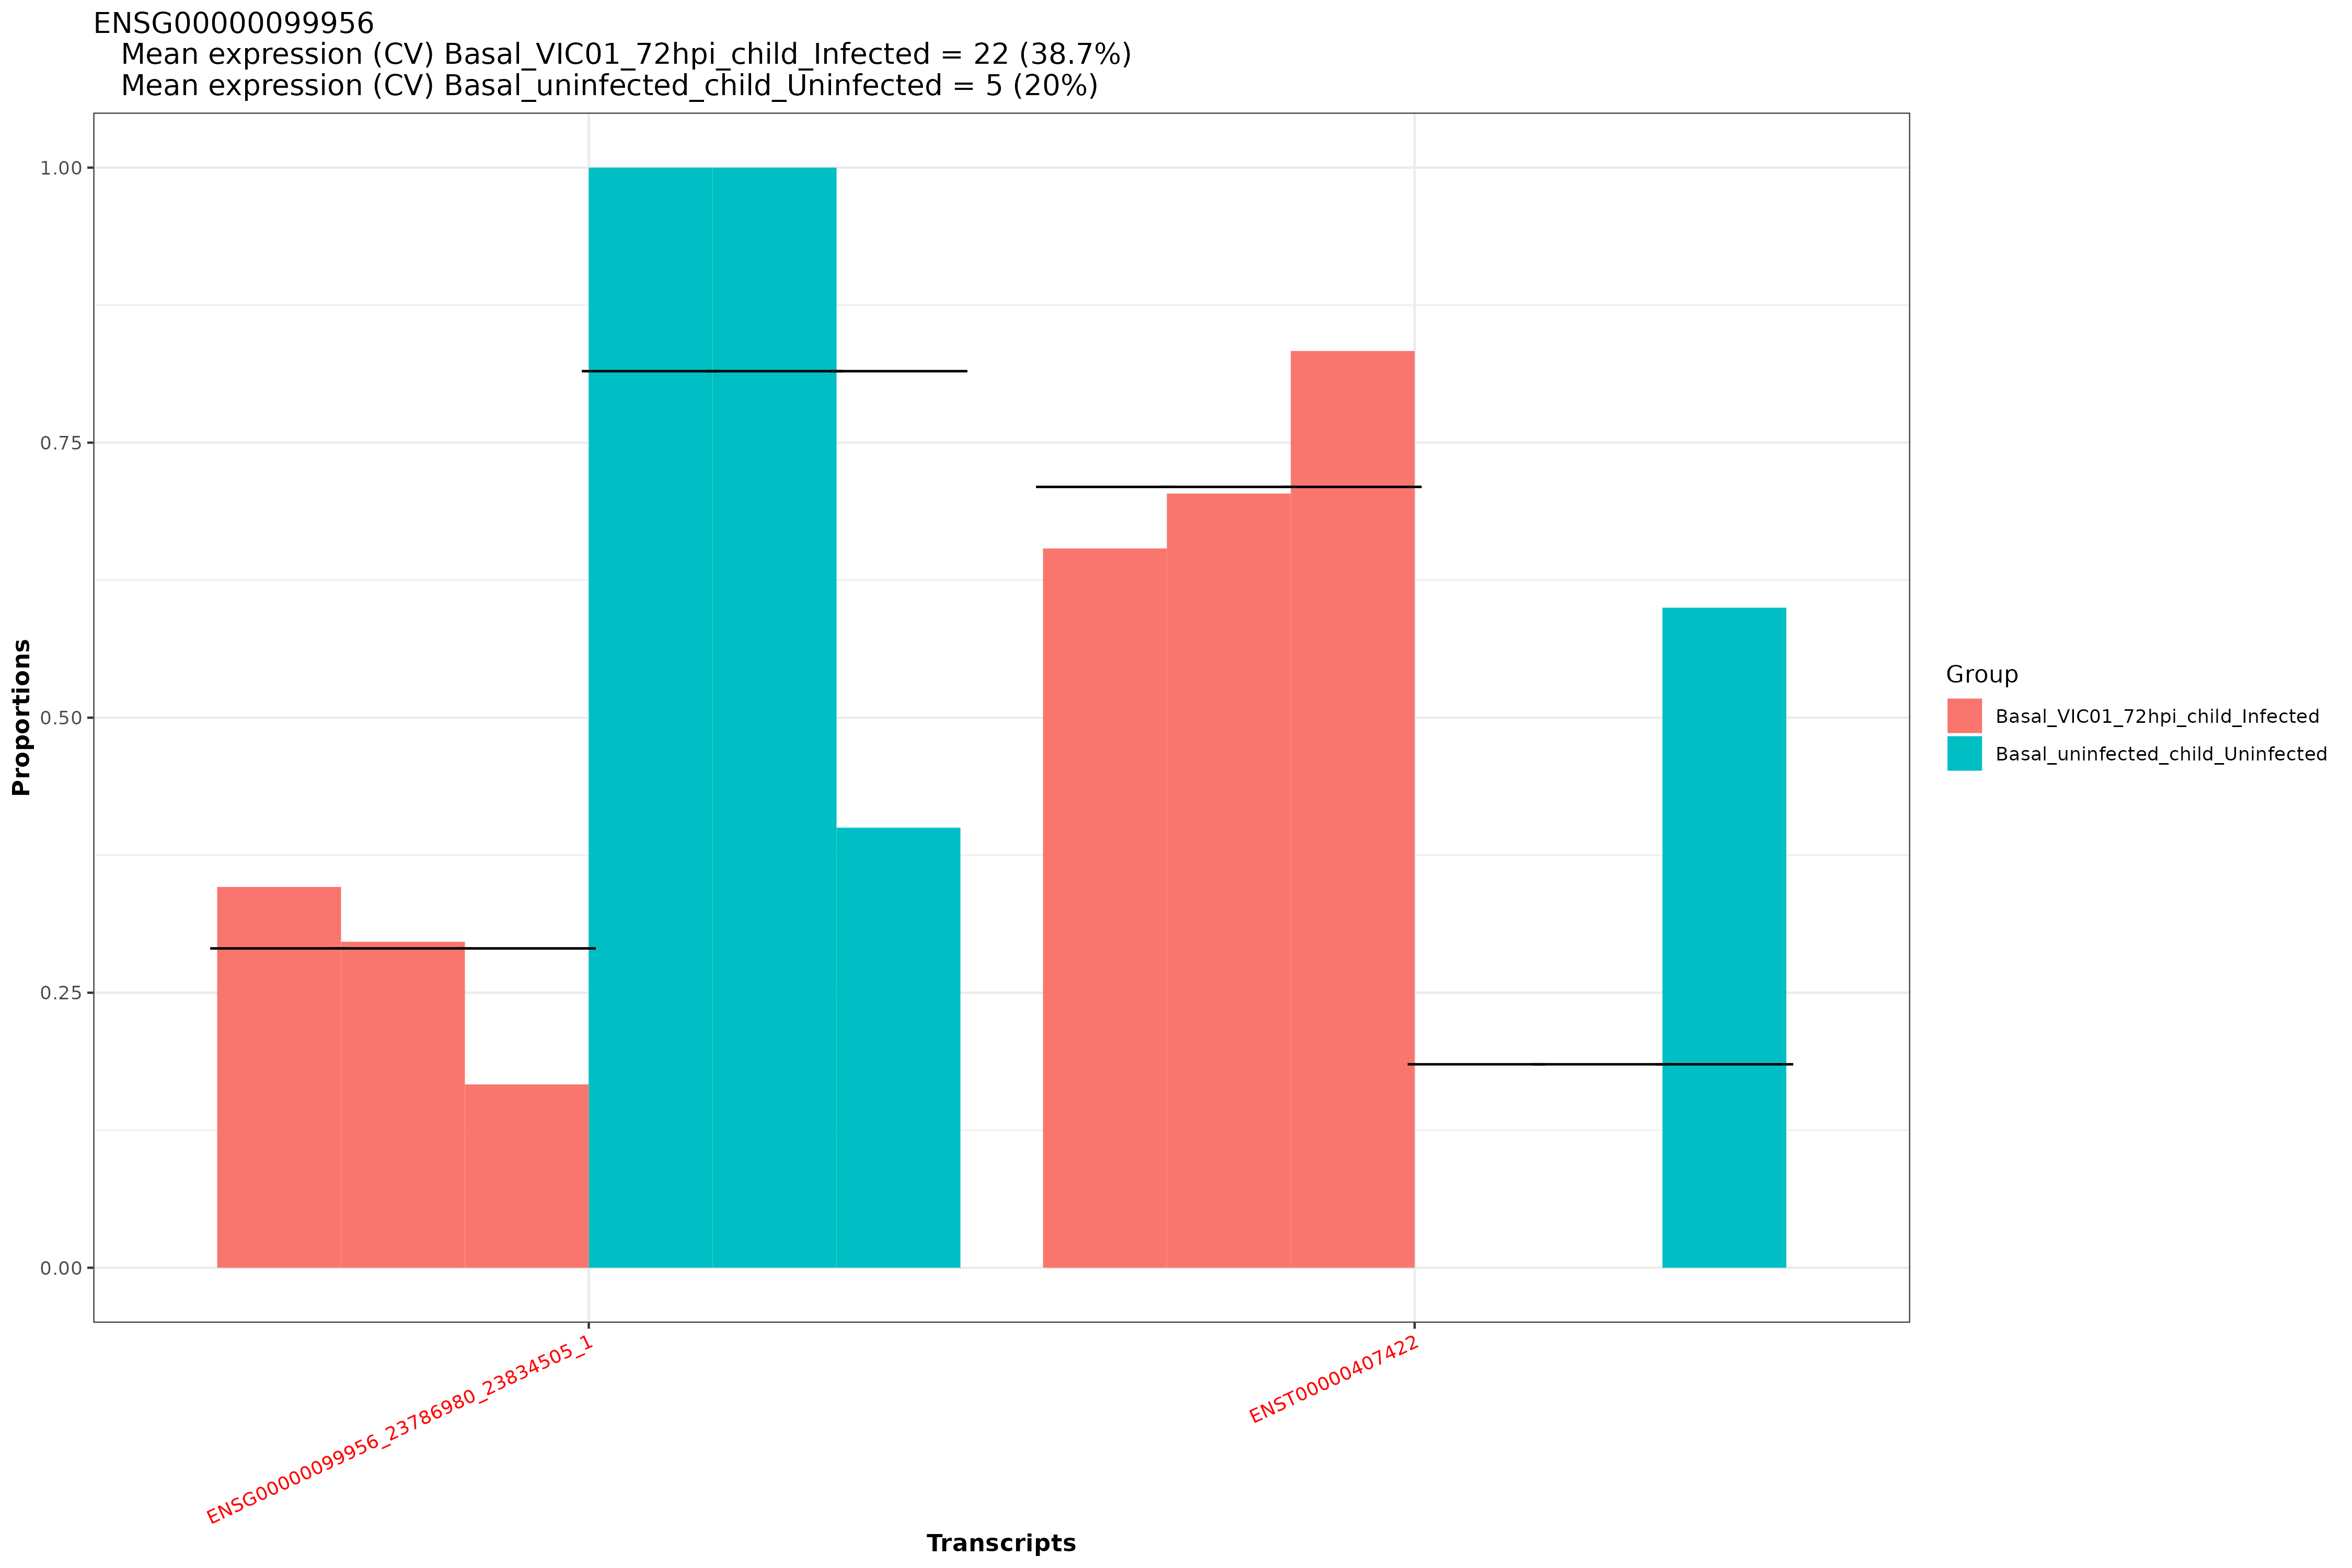 ENSG00000099956
Mean expression (CV) Basal_VIC01_72hpi_child_Infected = 22 (38.7%)
Mean expression (CV) Basal_uninfected_child_Uninfected = 5 (20%)
1.00
0.75
0.50
0.25
0.00
Proportions
ENSG00000099956_23786980_23834505_1
ENST00000407422
Transcripts
Group
Basal_VIC01_72hpi_child_Infected
Basal_uninfected_child_Uninfected